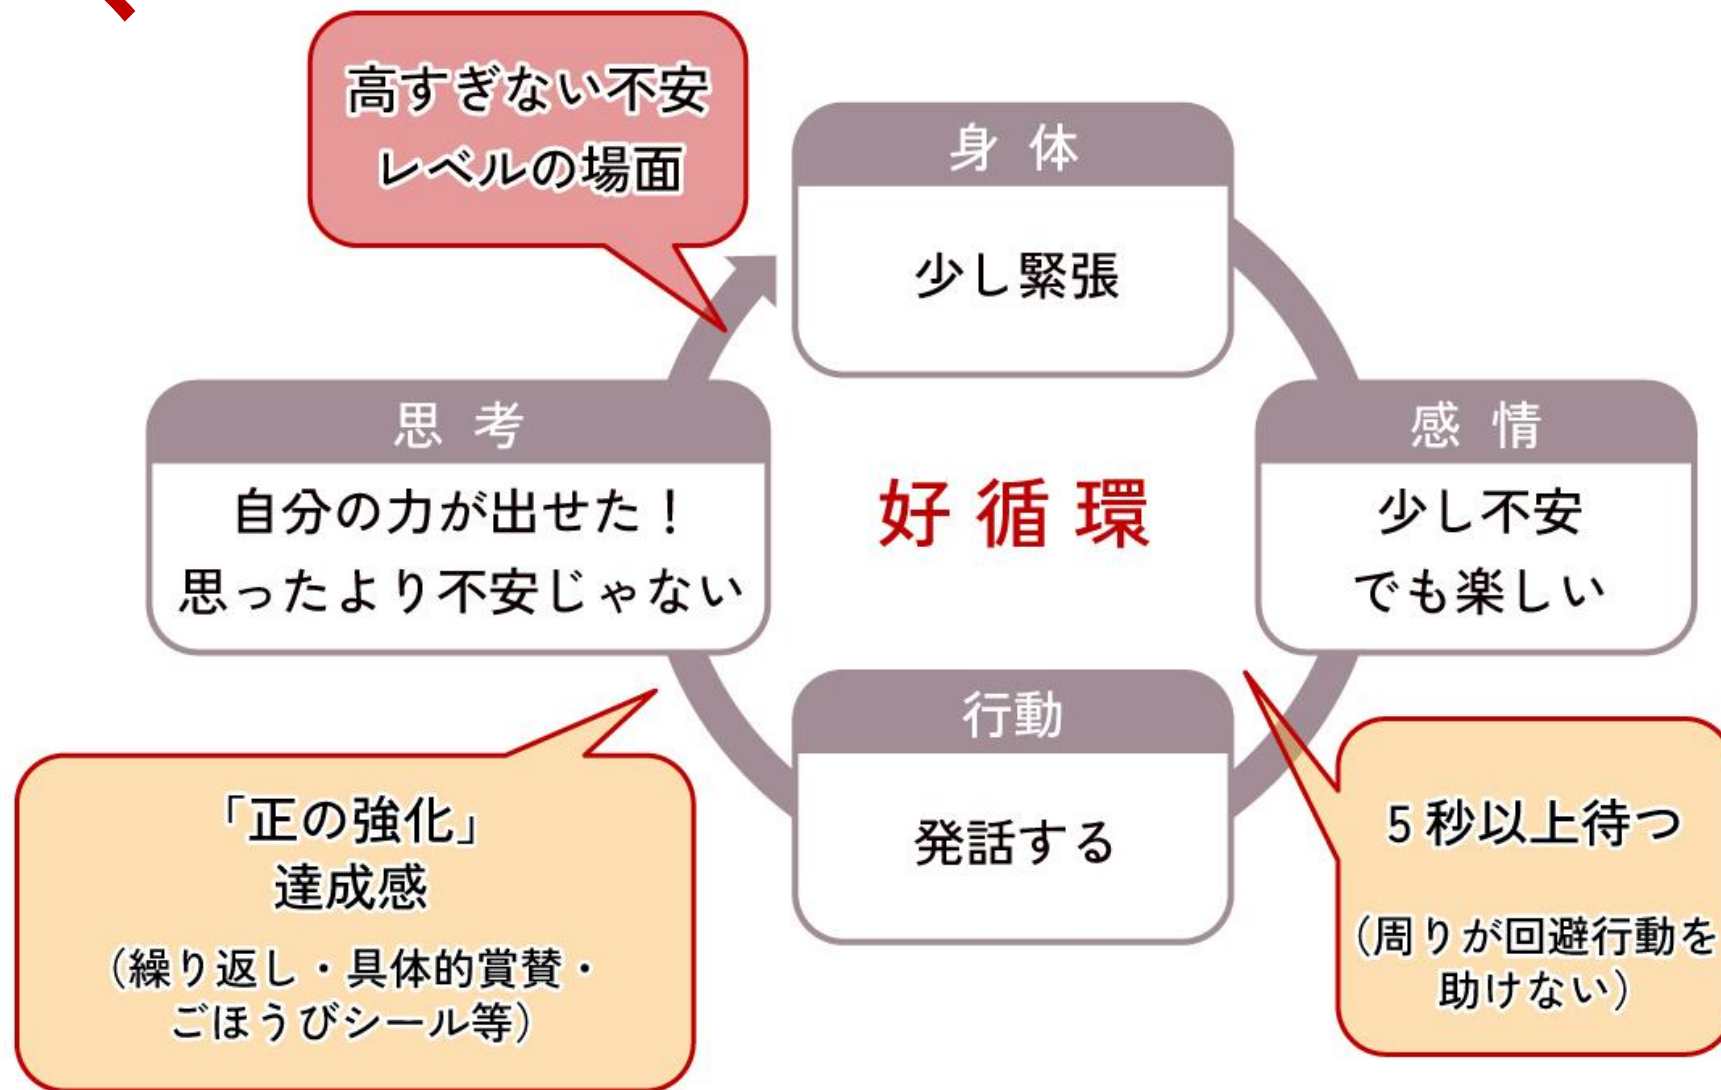 高すぎない不安
レベルの場面
身体
少し緊張
思考
自分の力が出せた！
思ったより不安じゃない
好循環
感情
少し不安
でも楽しい
行動
発話する
「正の強化」
達成感
（繰り返し・具体的賞賛・
ごほうびシール等）
5秒以上待つ
（周りが回避行動を
助けない）